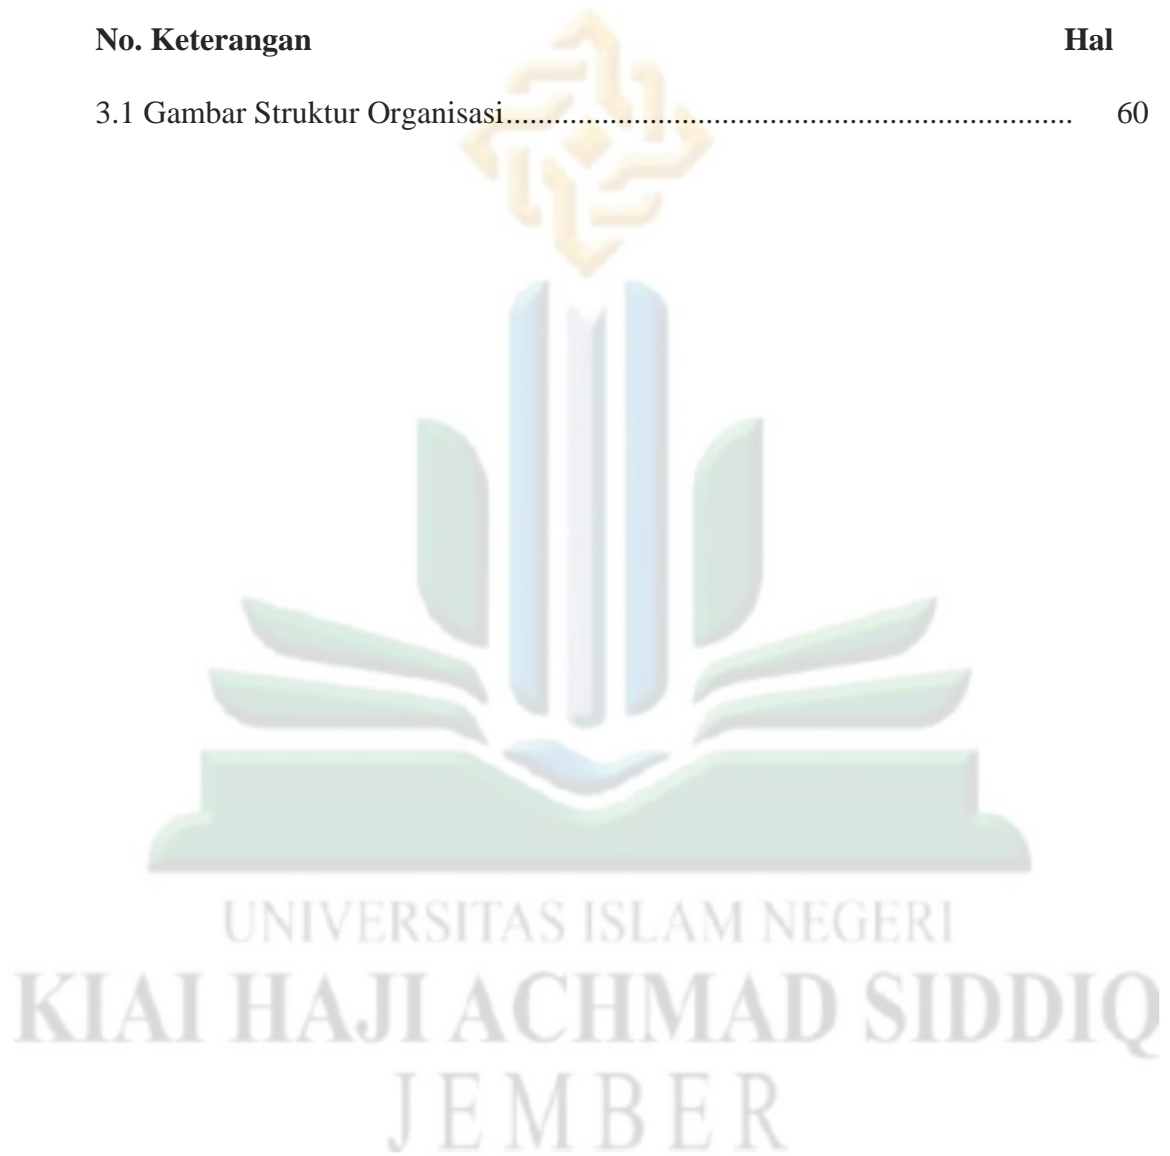 No. Keterangan Hal
3.1 Gambar Struktur Organisasi....................................................................... 60
UNIVERSITAS ISLAM NEGERI
KIAI HAJI ACHMAD SIDDIQ
JEMBER